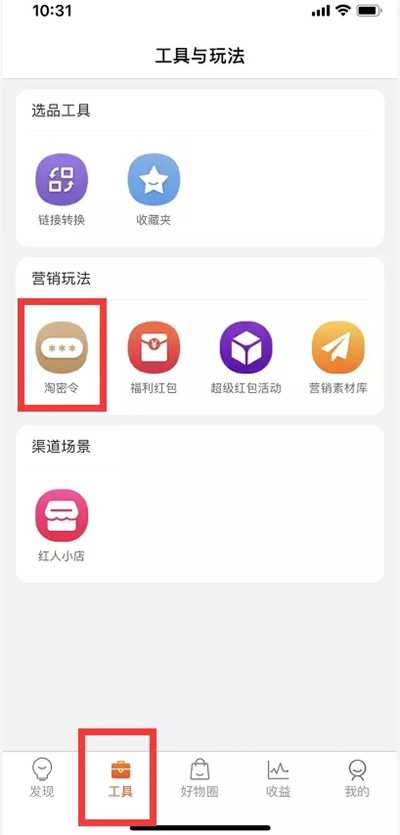 10:31
工具与玩法
选品工具
链接转换 收藏夹
营销玩法
***
淘密令 福利红包 超级红包活动 营销素材库
渠道场景
红人小店
发现 工具 好物圈 收益 我的